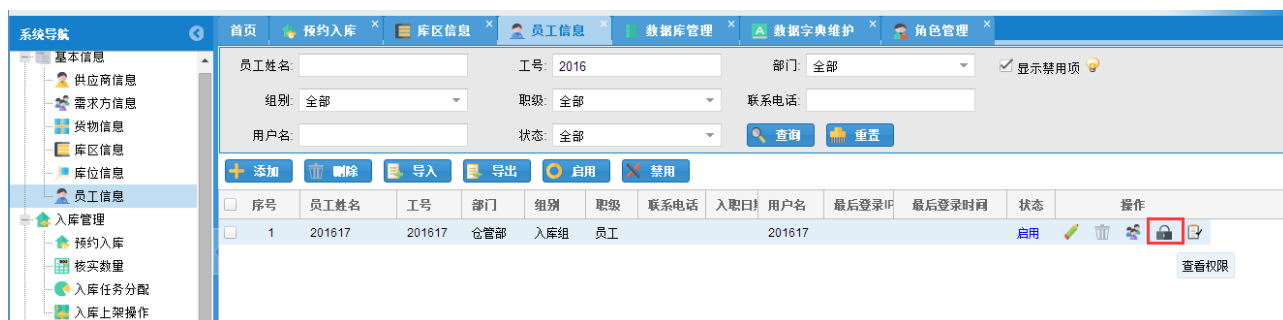 系统导航
首页 预约入库 库区信息 员工信息 数据库管理 数据字典维护 角色管理
基本信息
供应商信息
需求方信息
货物信息
库区信息
库位信息
员工信息
入库管理
预约入库
核实数量
入库任务分配
入库上架操作
员工姓名: 工号: 2016 部门: 全部 显示禁用项
组别: 全部 职级: 全部 联系电话:
用户名: 状态: 全部 查询 重置
添加 删除 导入 导出 启用 禁用
序号 员工姓名 工号 部门 组别 职级 联系电话 入职日期 用户名 最后登录IP 最后登录时间 状态 操作
1 201617 201617 仓管部 入库组 员工 201617 启用
查看权限